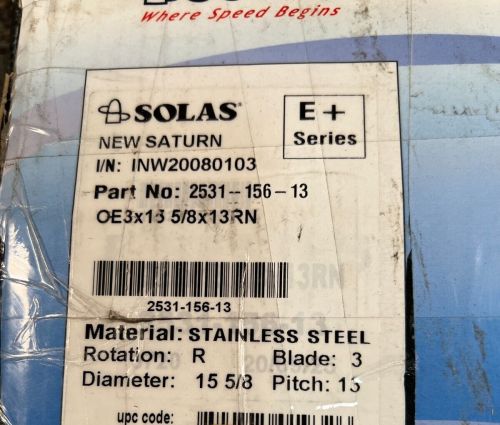 Where Speed Begins
SOLAS®
E+
Series
NEW SATURN
I/N: INW20080103
Part No: 2531-156-13
OE3x15 5/8x13RN
3RN
2531-156-13
Material: STAINLESS STEEL
Rotation: R Blade: 3
Diameter: 15 5/8 Pitch: 13
upc code: